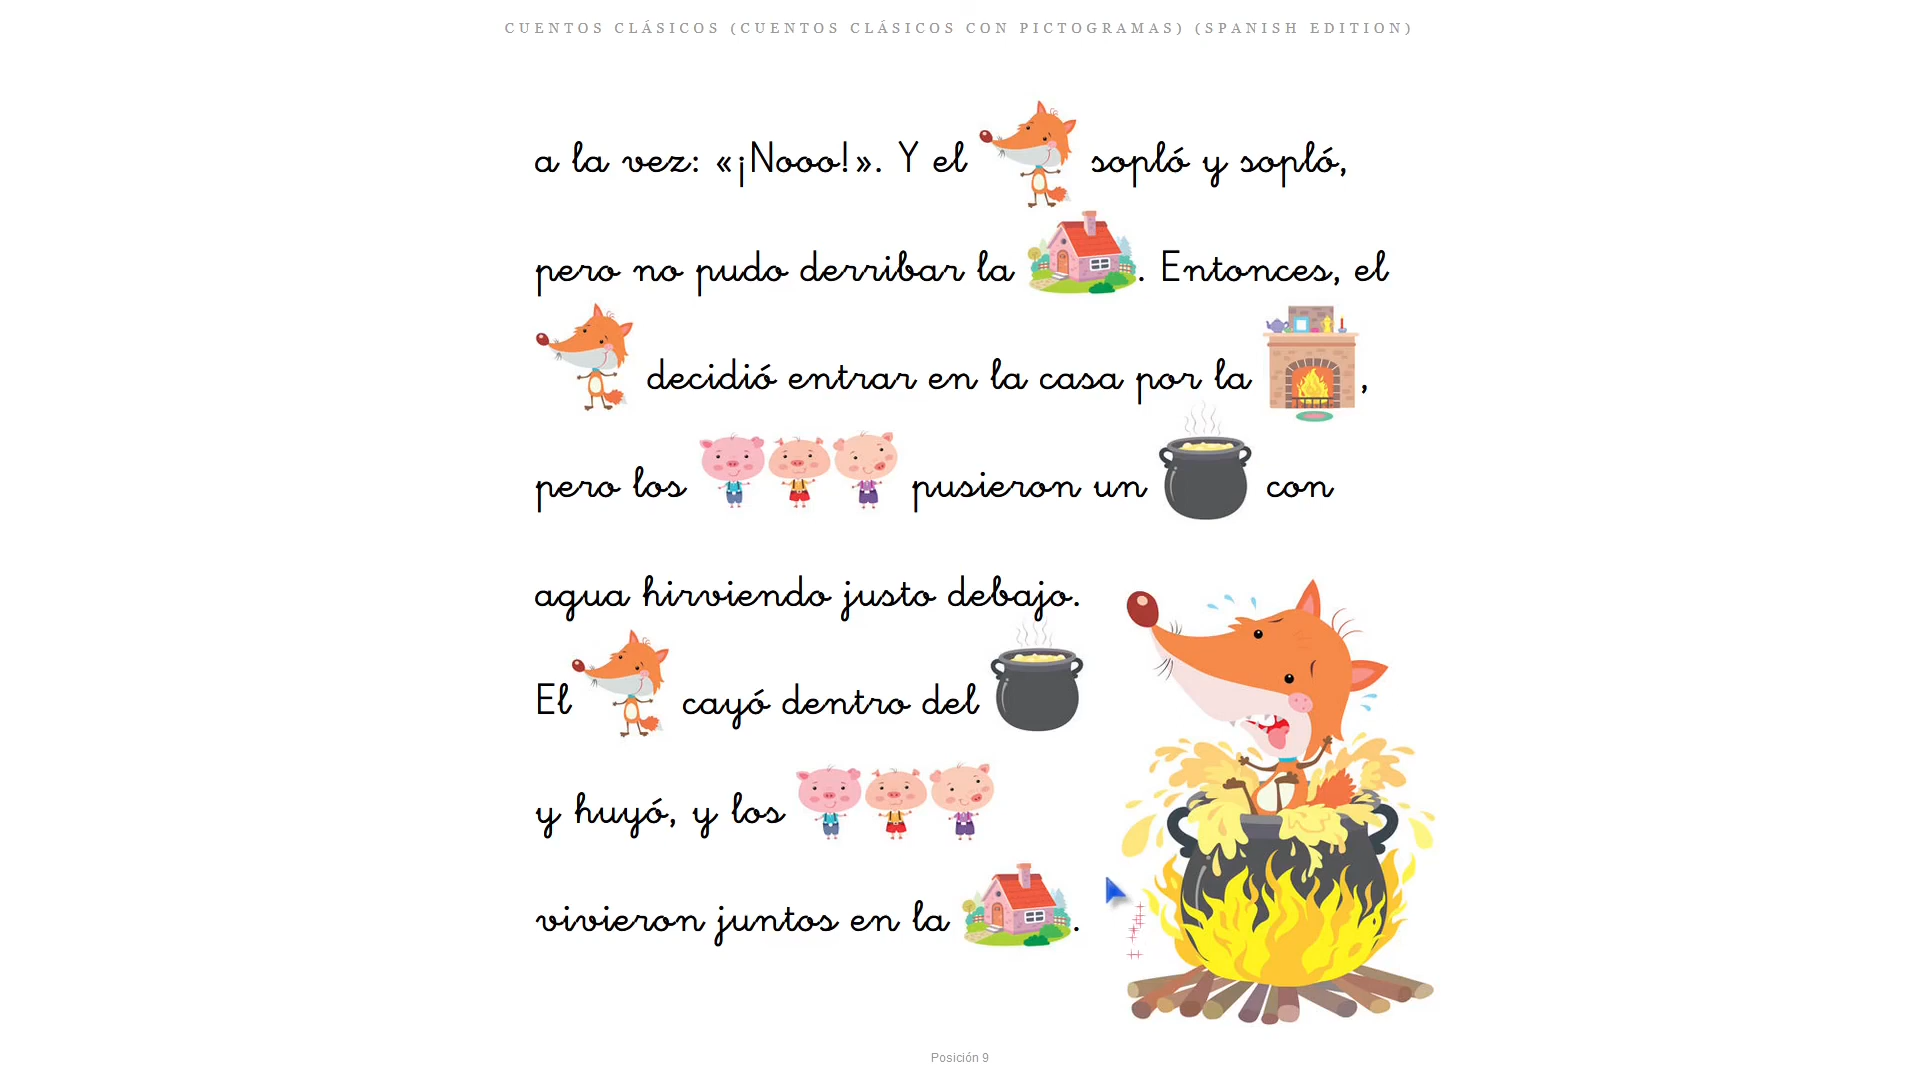 CUENTOS CLÁSICOS (CUENTOS CLÁSICOS CON PICTOGRAMAS) (SPANISH EDITION)
a la vez: «¡Nooo!». Y el sopló y sopló,
pero no pudo derribar la . Entonces, el
decidió entrar en la casa por la ,
pero los pusieron un con
agua hirviendo justo debajo.
El cayó dentro del
y huyó, y los
vivieron juntos en la .
Posición 9